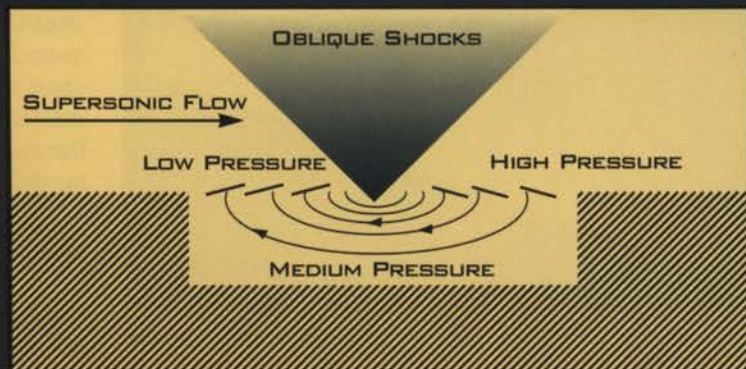 OBLIQUE SHOCKS
SUPERSONIC FLOW
LOW PRESSURE
HIGH PRESSURE
MEDIUM PRESSURE